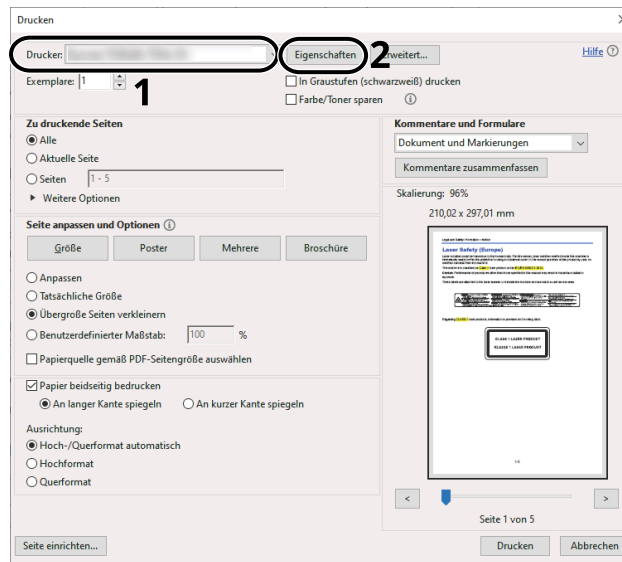 Drucken
Drucker:
Eigenschaften
2
Erweitert...
Hilfe
Exemplare: 1
1
In Graustufen (schwarzweiß) drucken
Farbe/Toner sparen
Zu druckende Seiten
Alle
Aktuelle Seite
Seiten 1 - 5
Weitere Optionen
Seite anpassen und Optionen
Größe Poster Mehrere Broschüre
Anpassen
Tatsächliche Größe
Übergroße Seiten verkleinern
Benutzerdefinierter Maßstab: 100 %
Papierquelle gemäß PDF-Seitengröße auswählen
Papier beidseitig bedrucken
An langer Kante spiegeln An kurzer Kante spiegeln
Ausrichtung:
Hoch-/Querformat automatisch
Hochformat
Querformat
Kommentare und Formulare
Dokument und Markierungen
Kommentare zusammenfassen
Skalierung: 96%
210,02 x 297,01 mm
Laser Safety (Europe)
CLASS 1 LASER PRODUCT
KLASSE 1 LASER PRODUKT
< >
Seite 1 von 5
Seite einrichten...
Drucken Abbrechen